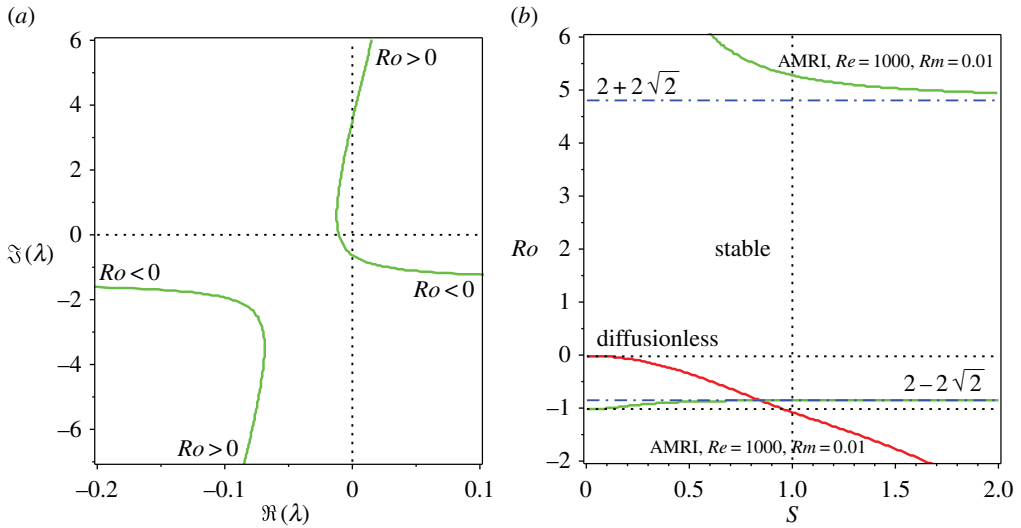 (a)
6
4
2
0
−2
−4
−6
ℑ(λ)
Ro > 0
Ro < 0
Ro < 0
Ro > 0
−0.2
−0.1
0
0.1
ℜ(λ)
(b)
6
5
4
3
2
1
0
−1
−2
Ro
AMRI, Re = 1000, Rm = 0.01
2 + 2√2
stable
diffusionless
2 − 2√2
AMRI, Re = 1000, Rm = 0.01
0
0.5
1.0
1.5
2.0
S